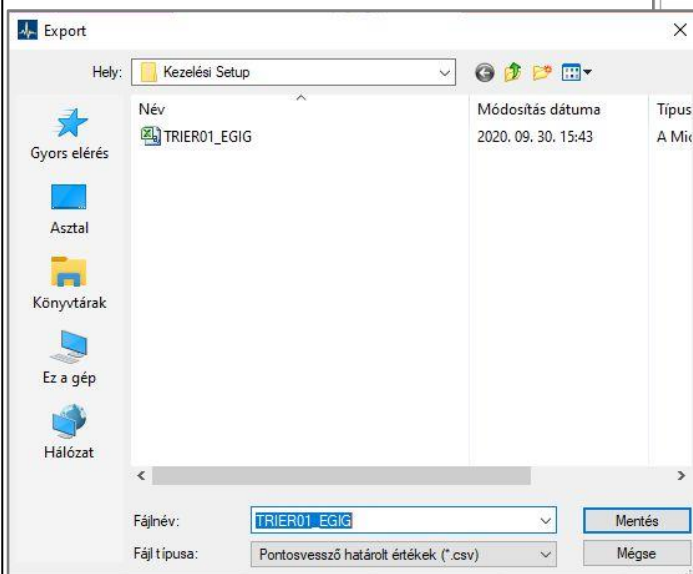 Export
Hely: Kezelési Setup
Név Módosítás dátuma Típus
TRIER01_EGIG 2020. 09. 30. 15:43 A Mic
Gyors elérés
Asztal
Könyvtárak
Ez a gép
Hálózat
Fájlnév: TRIER01_EGIG Mentés
Fájl típusa: Pontosvessző határolt értékek (*.csv) Mégse